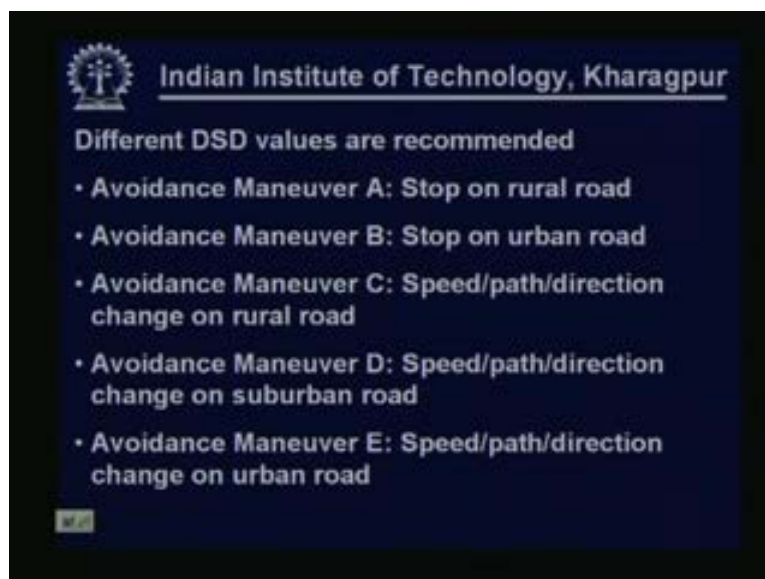 Indian Institute of Technology, Kharagpur
Different DSD values are recommended
• Avoidance Maneuver A: Stop on rural road
• Avoidance Maneuver B: Stop on urban road
• Avoidance Maneuver C: Speed/path/direction
change on rural road
• Avoidance Maneuver D: Speed/path/direction
change on suburban road
• Avoidance Maneuver E: Speed/path/direction
change on urban road